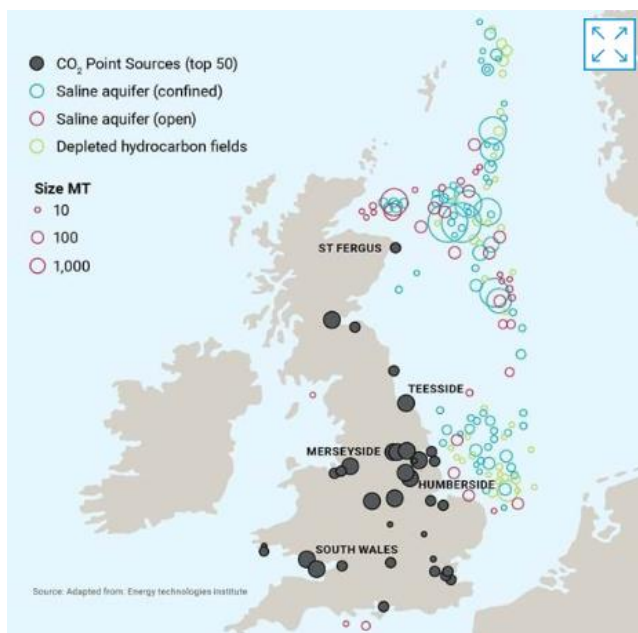 CO₂ Point Sources (top 50)
Saline aquifer (confined)
Saline aquifer (open)
Depleted hydrocarbon fields
Size MT
10
100
1,000
ST FERGUS
TEESSIDE
MERSEYSIDE
HUMBERSIDE
SOUTH WALES
Source: Adapted from: Energy technologies institute